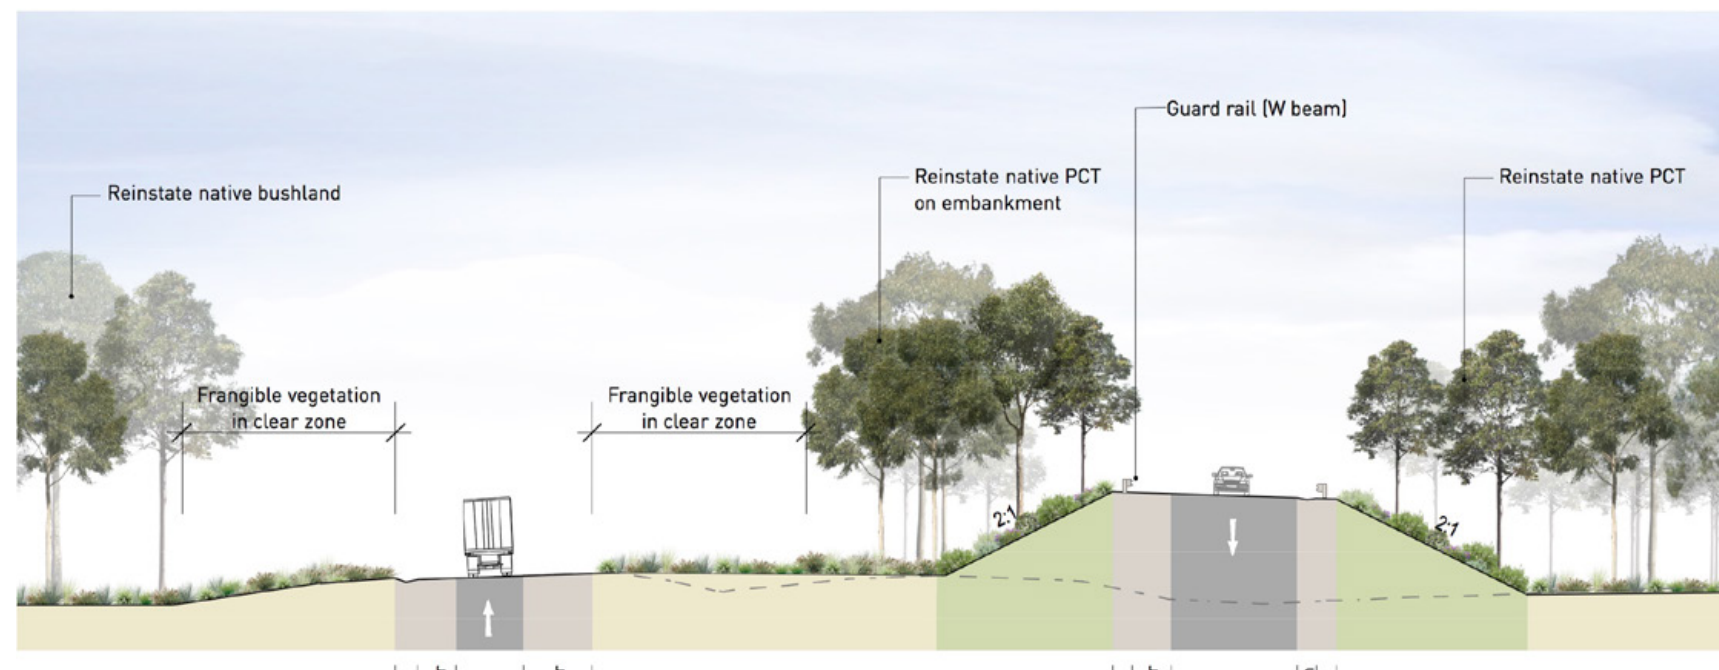 Guard rail (W beam)
Reinstate native bushland
Reinstate native PCT
on embankment
Reinstate native PCT
Frangible vegetation
in clear zone
Frangible vegetation
in clear zone
2:1
2:1